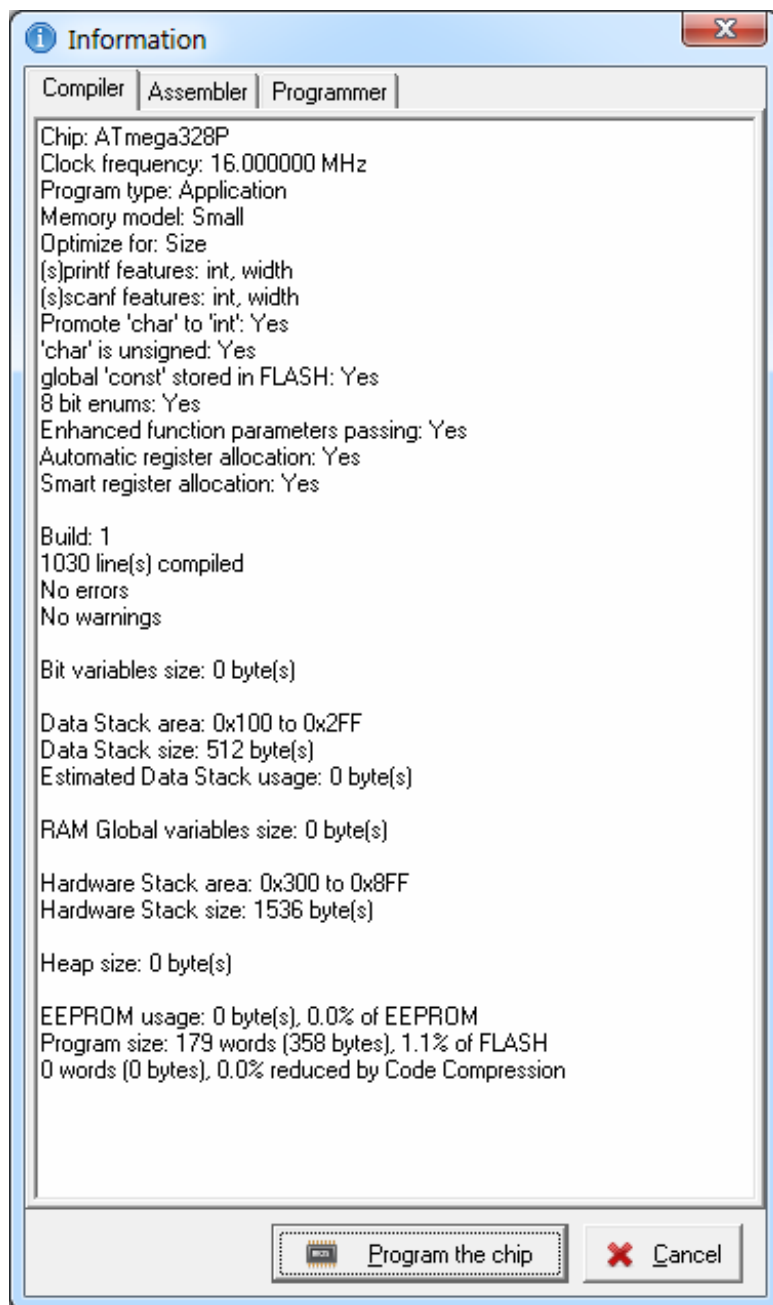 Information
Compiler Assembler Programmer
Chip: ATmega328P
Clock frequency: 16.000000 MHz
Program type: Application
Memory model: Small
Optimize for: Size
(s)printf features: int, width
(s)scanf features: int, width
Promote 'char' to 'int': Yes
'char' is unsigned: Yes
global 'const' stored in FLASH: Yes
8 bit enums: Yes
Enhanced function parameters passing: Yes
Automatic register allocation: Yes
Smart register allocation: Yes
Build: 1
1030 line(s) compiled
No errors
No warnings
Bit variables size: 0 byte(s)
Data Stack area: 0x100 to 0x2FF
Data Stack size: 512 byte(s)
Estimated Data Stack usage: 0 byte(s)
RAM Global variables size: 0 byte(s)
Hardware Stack area: 0x300 to 0x8FF
Hardware Stack size: 1536 byte(s)
Heap size: 0 byte(s)
EEPROM usage: 0 byte(s), 0.0% of EEPROM
Program size: 179 words (358 bytes), 1.1% of FLASH
0 words (0 bytes), 0.0% reduced by Code Compression
Program the chip Cancel